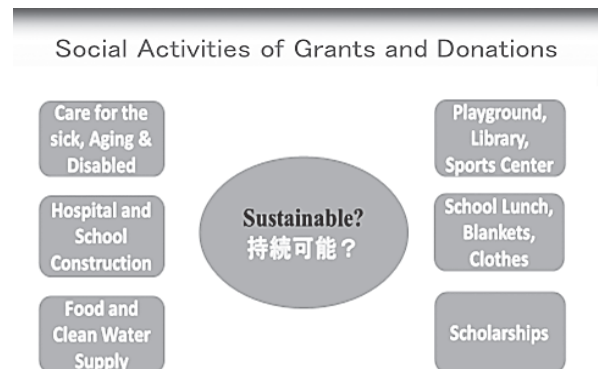 Social Activities of Grants and Donations
Care for the
sick, Aging &
Disabled
Hospital and
School
Construction
Food and
Clean Water
Supply
Sustainable?
持続可能？
Playground,
Library,
Sports Center
School Lunch,
Blankets,
Clothes
Scholarships